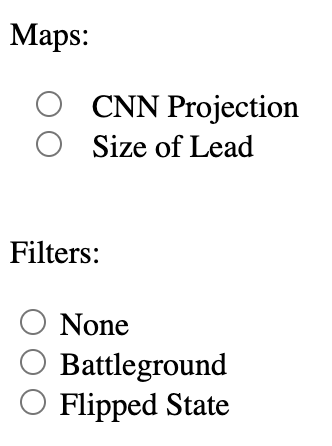 Maps:
CNN Projection
Size of Lead
Filters:
None
Battleground
Flipped State